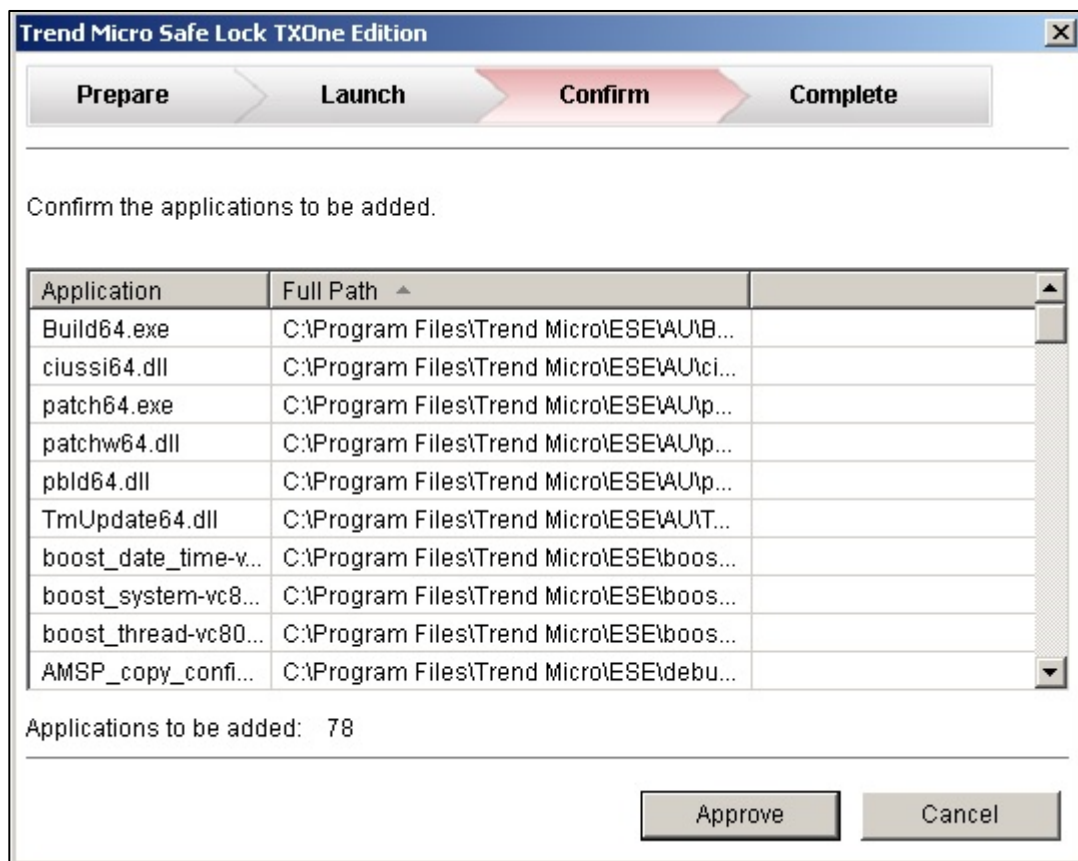 Trend Micro Safe Lock TXOne Edition
Prepare Launch Confirm Complete
Confirm the applications to be added.
Application Full Path
Build64.exe C:\Program Files\Trend Micro\ESE\AU\B...
ciussi64.dll C:\Program Files\Trend Micro\ESE\AU\ci...
patch64.exe C:\Program Files\Trend Micro\ESE\AU\p...
patchw64.dll C:\Program Files\Trend Micro\ESE\AU\p...
pbld64.dll C:\Program Files\Trend Micro\ESE\AU\p...
TmUpdate64.dll C:\Program Files\Trend Micro\ESE\AU\T...
boost_date_time-v... C:\Program Files\Trend Micro\ESE\boos...
boost_system-vc8... C:\Program Files\Trend Micro\ESE\boos...
boost_thread-vc80... C:\Program Files\Trend Micro\ESE\boos...
AMSP_copy_confi... C:\Program Files\Trend Micro\ESE\debu...
Applications to be added: 78
Approve Cancel